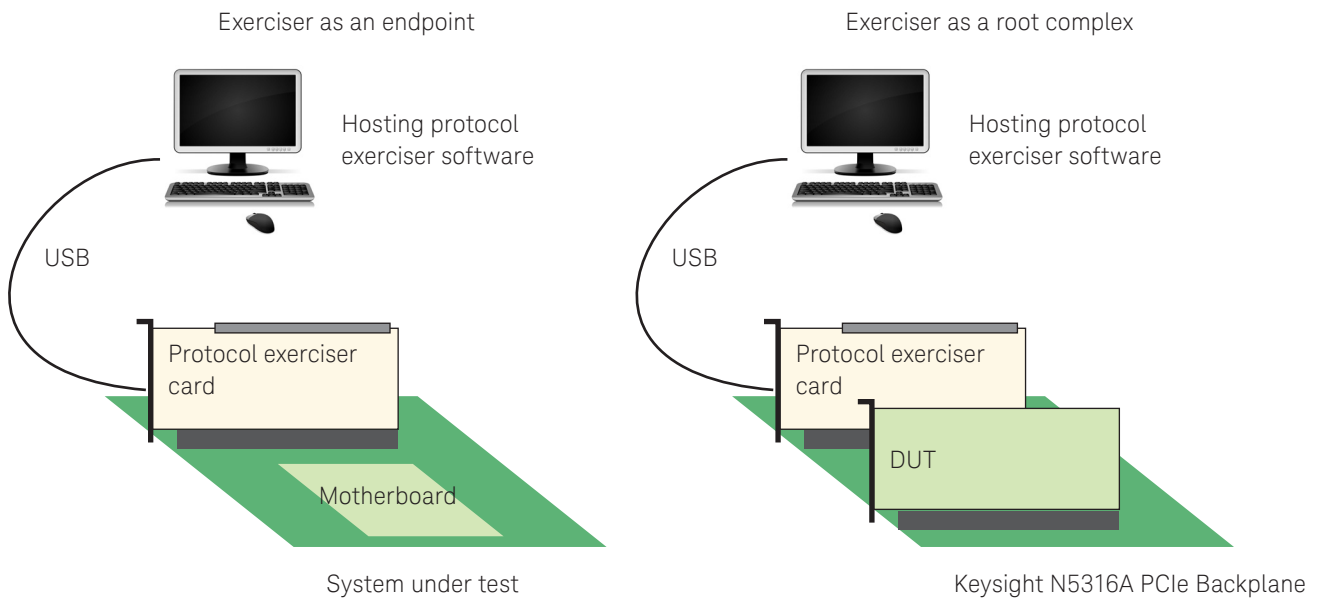 Exerciser as an endpoint
Hosting protocol
exerciser software
USB
Protocol exerciser
card
Motherboard
System under test
Exerciser as a root complex
Hosting protocol
exerciser software
USB
Protocol exerciser
card
DUT
Keysight N5316A PCIe Backplane